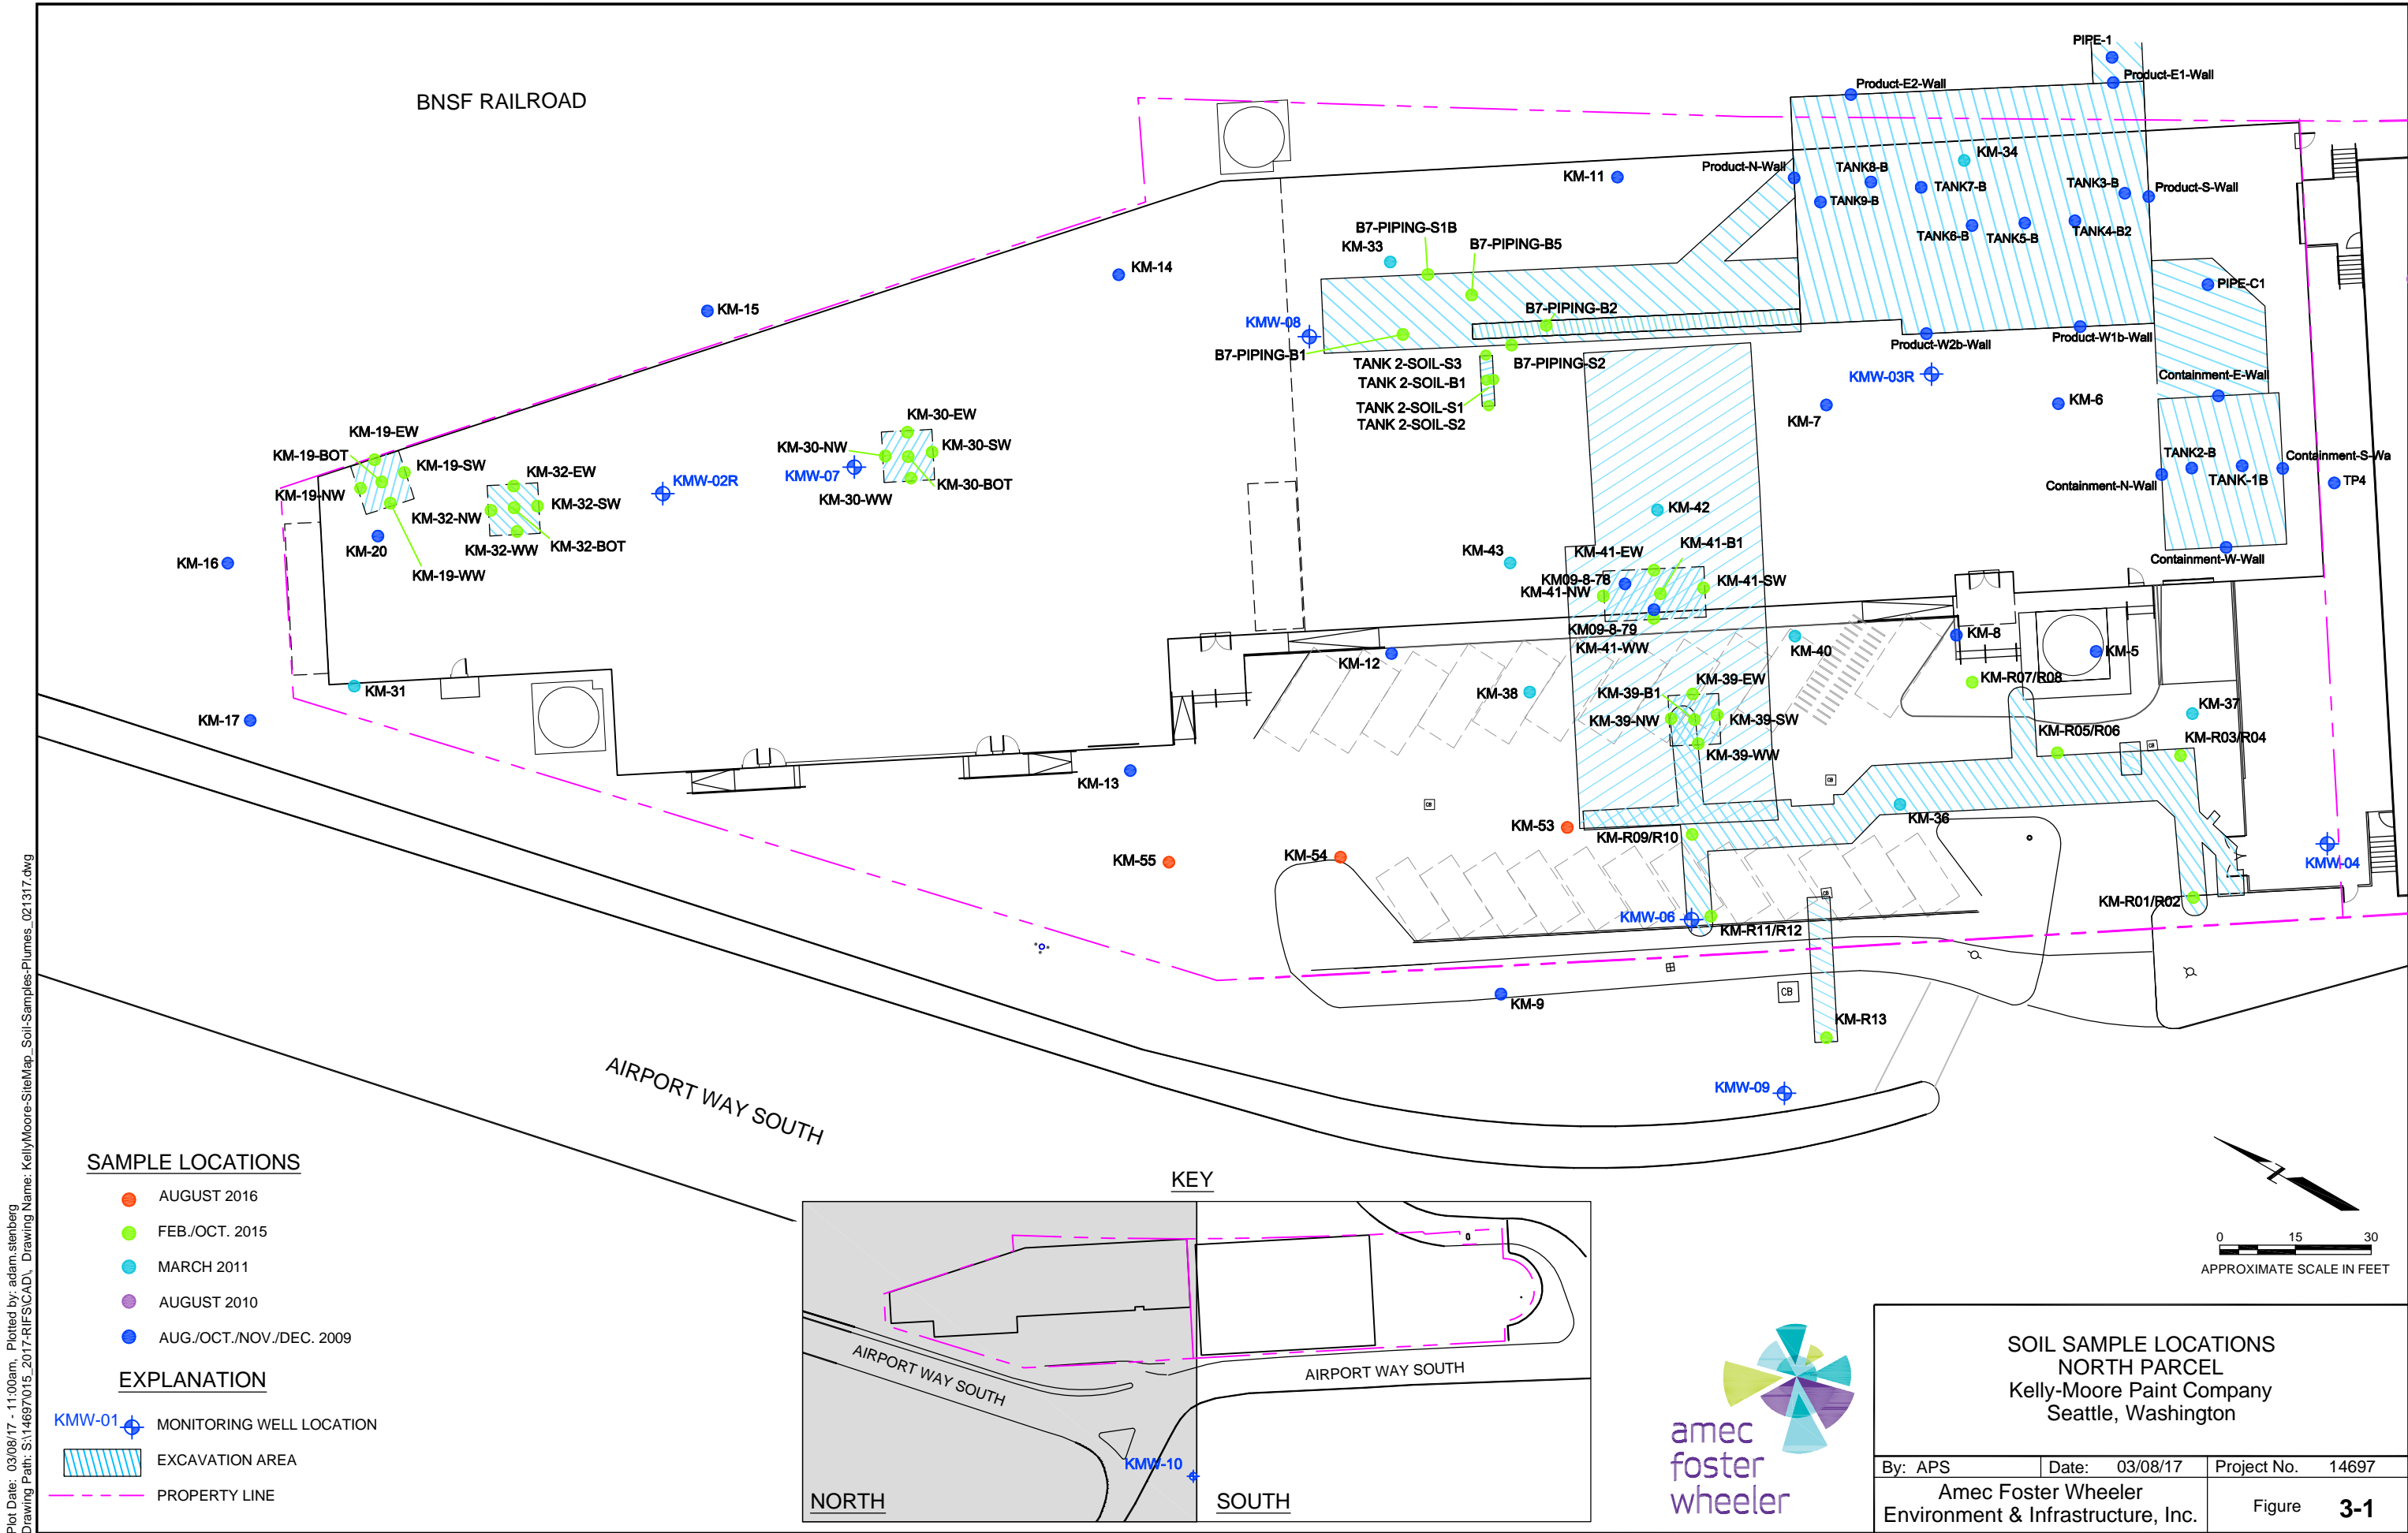 BNSF RAILROAD
PIPE-1
Product-E1-Wall
Product-E2-Wall
Product-N-Wall
TANK8-B
KM-34
TANK7-B
TANK3-B
Product-S-Wall
TANK9-B
TANK6-B
TANK5-B
TANK4-B2
KM-11
B7-PIPING-S1B
KM-33
B7-PIPING-B5
KM-14
KM-15
KMW-08
B7-PIPING-B2
B7-PIPING-B1
PIPE-C1
Product-W2b-Wall
Product-W1b-Wall
TANK 2-SOIL-S3
B7-PIPING-S2
TANK 2-SOIL-B1
TANK 2-SOIL-S1
TANK 2-SOIL-S2
KMW-03R
Containment-E-Wall
KM-7
KM-6
KM-30-EW
KM-30-NW
KM-30-SW
KMW-07
KM-30-BOT
KM-30-WW
KM-19-EW
KM-19-BOT
KM-19-SW
KM-19-NW
KM-32-EW
KM-32-SW
KM-32-NW
KM-32-WW
KM-32-BOT
KMW-02R
KM-20
KM-19-WW
KM-16
TANK2-B
Containment-S-Wa
TANK-1B
Containment-N-Wall
TP4
Containment-W-Wall
KM-42
KM-43
KM-41-EW
KM-41-B1
KM09-8-78
KM-41-SW
KM-41-NW
KM09-8-79
KM-41-WW
KM-12
KM-40
KM-8
KM-5
KM-R07/R08
KM-31
KM-17
KM-38
KM-39-EW
KM-39-B1
KM-39-NW
KM-39-SW
KM-39-WW
KM-37
KM-R05/R06
KM-R03/R04
CB
CB
CB
KM-13
KM-36
KM-53
KM-R09/R10
KM-55
KM-54
CB
KMW-04
KM-R01/R02
KMW-06
KM-R11/R12
KM-9
CB
KM-R13
KMW-09
AIRPORT WAY SOUTH
SAMPLE LOCATIONS
AUGUST 2016
FEB./OCT. 2015
MARCH 2011
AUGUST 2010
AUG./OCT./NOV./DEC. 2009
EXPLANATION
KMW-01
MONITORING WELL LOCATION
EXCAVATION AREA
PROPERTY LINE
KEY
AIRPORT WAY SOUTH
AIRPORT WAY SOUTH
KMW-10
NORTH
SOUTH
0 15 30
APPROXIMATE SCALE IN FEET
amec
foster
wheeler
SOIL SAMPLE LOCATIONS
NORTH PARCEL
Kelly-Moore Paint Company
Seattle, Washington
By: APS Date: 03/08/17 Project No. 14697
Amec Foster Wheeler
Environment & Infrastructure, Inc.
Figure 3-1
Plot Date: 03/08/17 - 11:00am, Plotted by: adam.stenberg
Drawing Path: S:\14697\015_2017-RIFS\CAD\, Drawing Name: KellyMoore-SiteMap_Soil-Samples-Plumes_021317.dwg